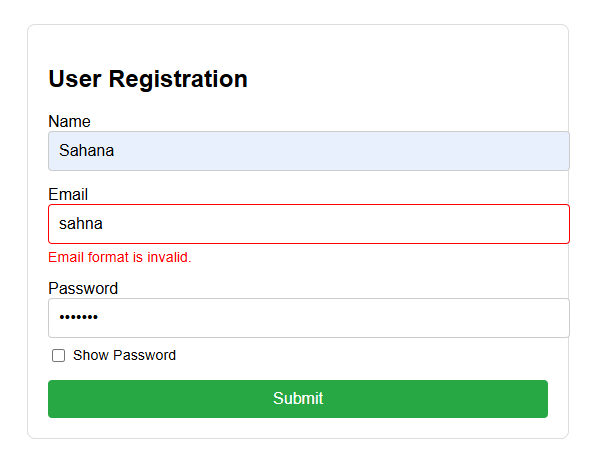 User Registration
Name
Sahana
Email
sahna
Email format is invalid.
Password
•••••••
Show Password
Submit